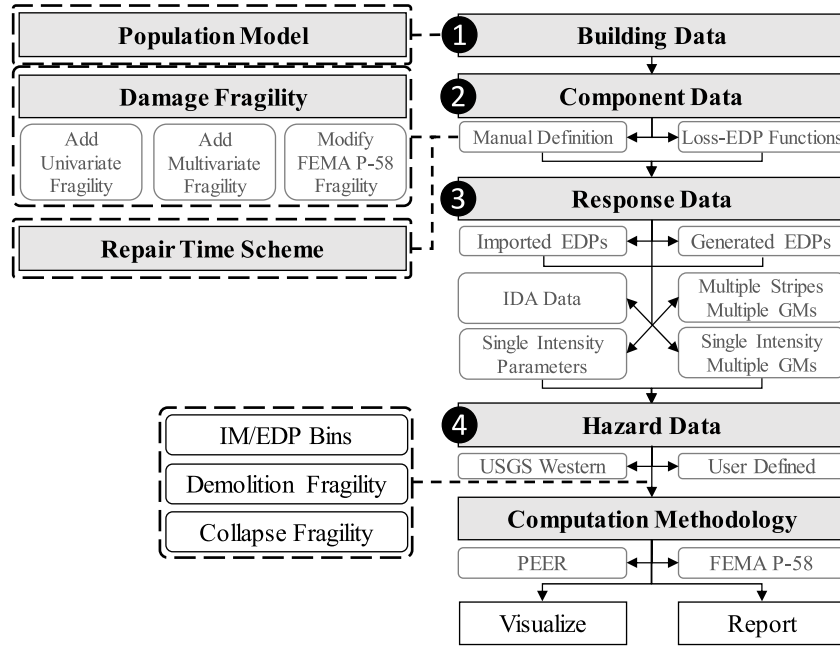 Population Model
1
Building Data
Damage Fragility
Add
Univariate
Fragility
Add
Multivariate
Fragility
Modify
FEMA P-58
Fragility
2
Component Data
Manual Definition
Loss-EDP Functions
Repair Time Scheme
3
Response Data
Imported EDPs
Generated EDPs
IDA Data
Multiple Stripes
Multiple GMs
Single Intensity
Parameters
Single Intensity
Multiple GMs
IM/EDP Bins
Demolition Fragility
Collapse Fragility
4
Hazard Data
USGS Western
User Defined
Computation Methodology
PEER
FEMA P-58
Visualize
Report